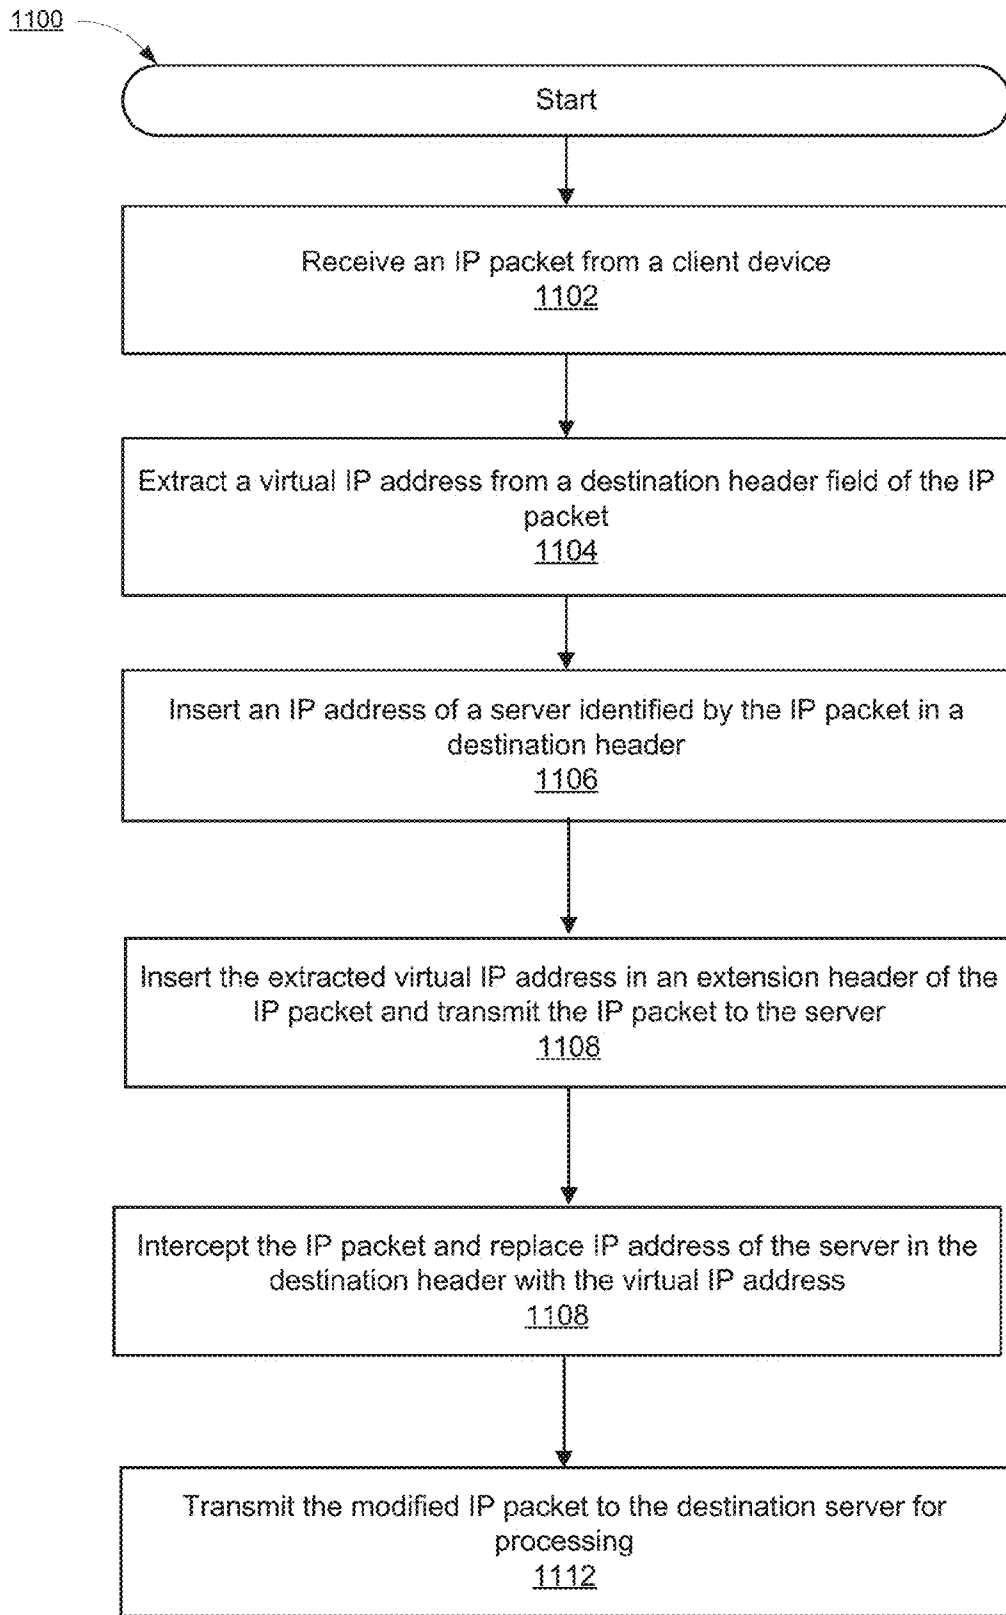 1100
Start
Receive an IP packet from a client device
1102
Extract a virtual IP address from a destination header field of the IP
packet
1104
Insert an IP address of a server identified by the IP packet in a
destination header
1106
Insert the extracted virtual IP address in an extension header of the
IP packet and transmit the IP packet to the server
1108
Intercept the IP packet and replace IP address of the server in the
destination header with the virtual IP address
1108
Transmit the modified IP packet to the destination server for
processing
1112